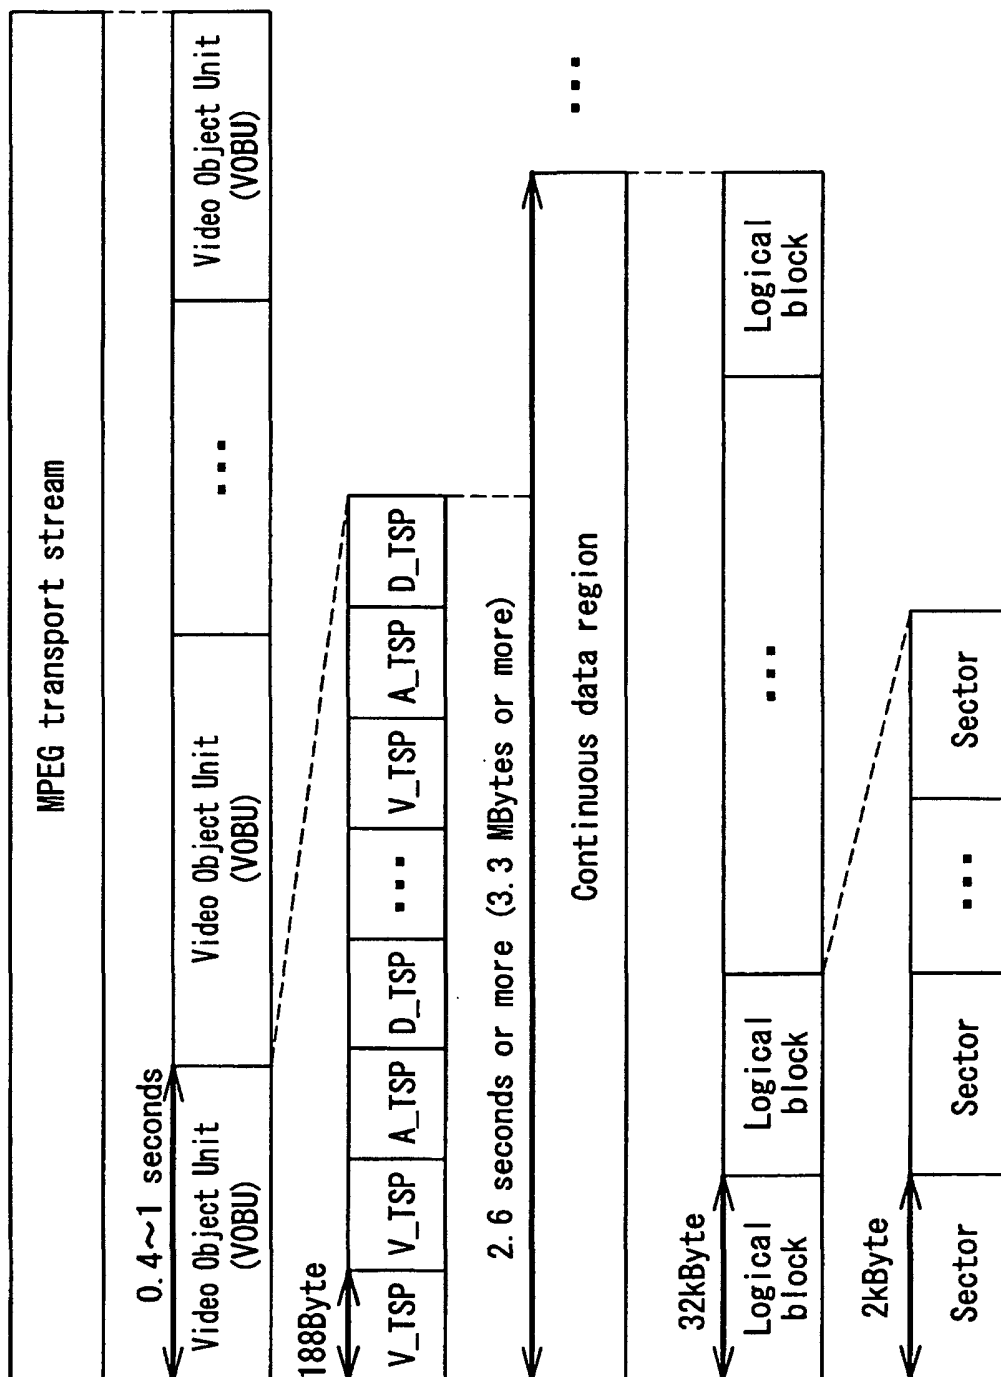 MPEG transport stream
0.4~1 seconds
Video Object Unit
(VOBU)
Video Object Unit
(VOBU)
...
Video Object Unit
(VOBU)
188Byte
V_TSP
V_TSP
A_TSP
D_TSP
...
V_TSP
A_TSP
D_TSP
2.6 seconds or more (3.3 MBytes or more)
Continuous data region
...
32kByte
Logical
block
Logical
block
...
Logical
block
2kByte
Sector
Sector
...
Sector